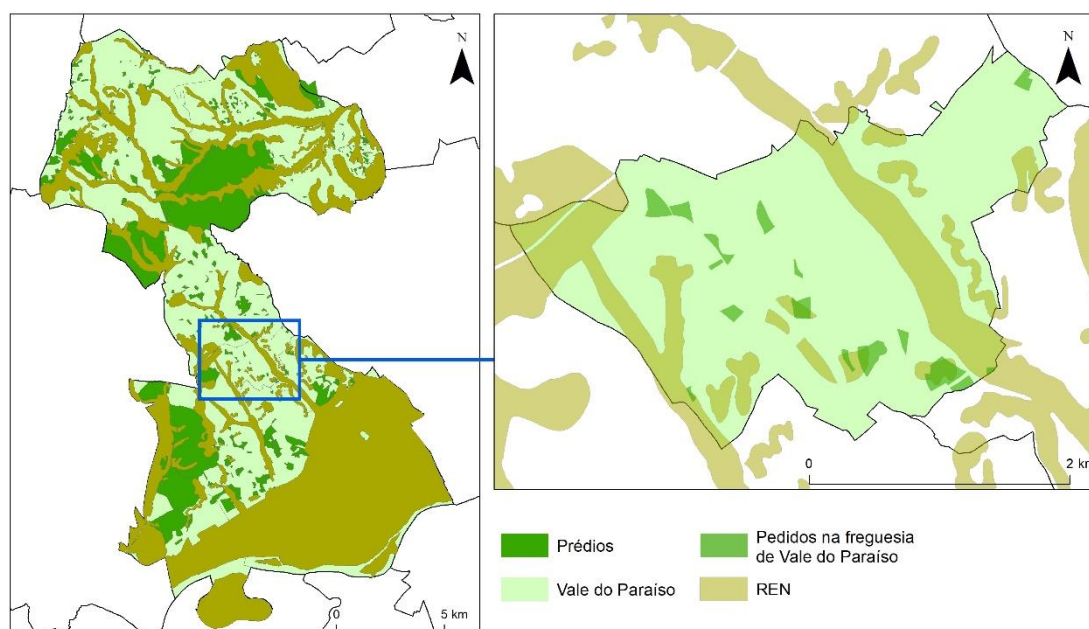 N
0
5 km
N
0
2 km
Prédios
Vale do Paraíso
Pedidos na freguesia
de Vale do Paraíso
REN